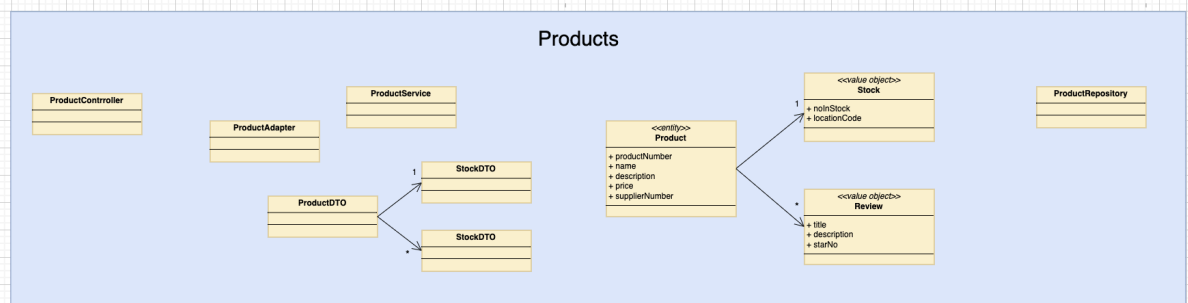 Products
ProductContrroller
ProductAdapter
ProductService
ProductDTO
1
StockDTO
*
StockDTO
<<entity>>
Product
+ productNumber
+ name
+ description
+ price
+ supplierNumber
1
<<value object>>
Stock
+ noInStock
+ locationCode
*
<<value object>>
Review
+ title
+ description
+ starNo
ProductRepository